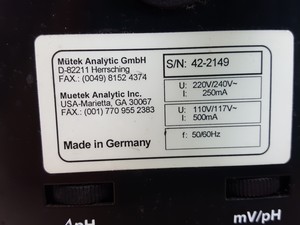 Mütek Analytic GmbH
D-82211 Herrsching
FAX.: (0049) 8152 4374
Muetek Analytic Inc.
USA-Marietta, GA 30067
FAX.: (001) 770 955 2383
Made in Germany
S/N: 42-2149
U: 220V/240V~
I: 250mA
U: 110V/117V~
I: 500mA
f: 50/60Hz
ΔpH
mV/pH